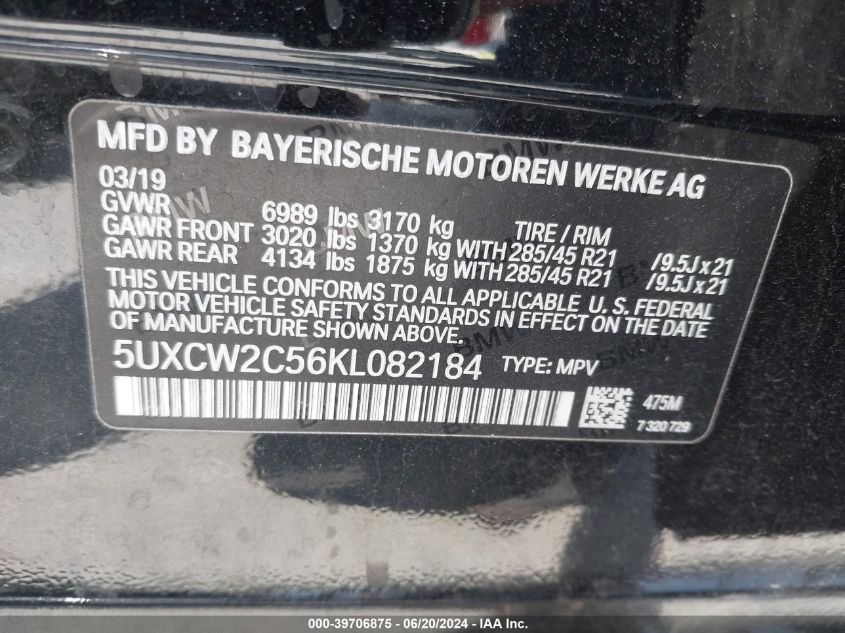 MFD BY BAYERISCHE MOTOREN WERKE AG
03/19
GVWR 6989 lbs 3170 kg TIRE / RIM
GAWR FRONT 3020 lbs 1370 kg WITH 285/45 R21 /9.5J x 21
GAWR REAR 4134 lbs 1875 kg WITH 285/45 R21 /9.5J x 21
THIS VEHICLE CONFORMS TO ALL APPLICABLE U. S. FEDERAL
MOTOR VEHICLE SAFETY STANDARDS IN EFFECT ON THE DATE
OF MANUFACTURE SHOWN ABOVE.
5UXCW2C56KL082184 TYPE: MPV
475M
7 320 729
000-39706875 / 06/20/2024 - IAA Inc.